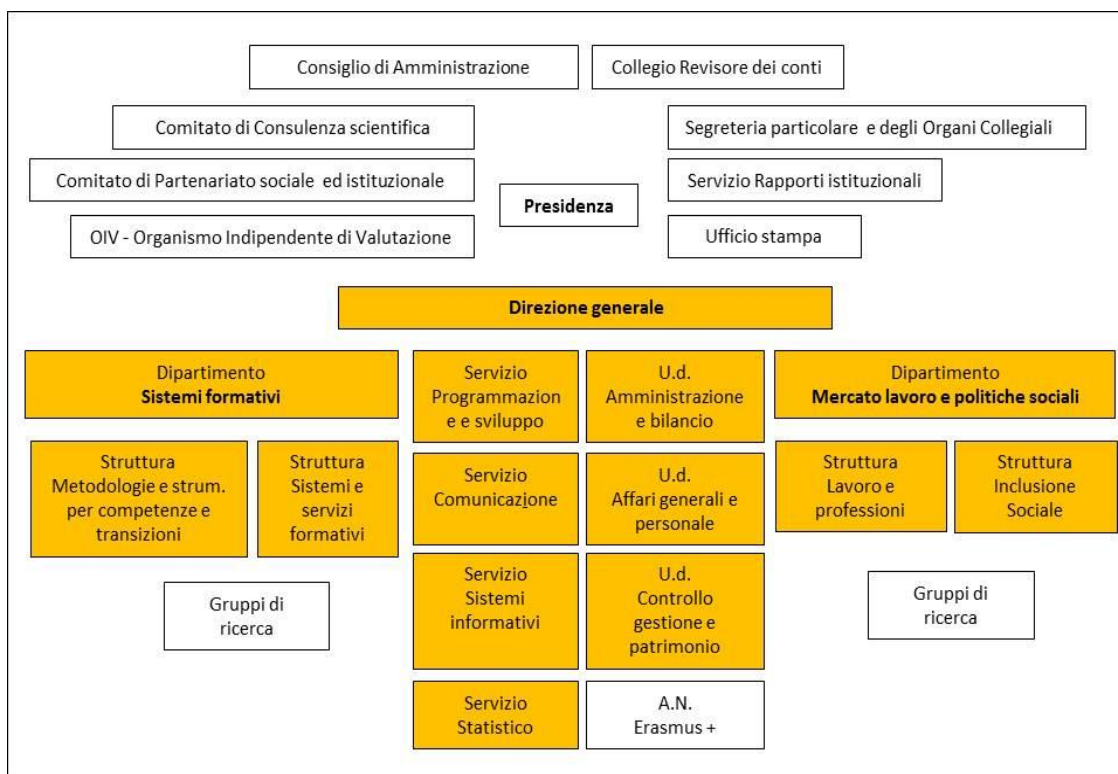 Consiglio di Amministrazione
Collegio Revisore dei conti
Comitato di Consulenza scientifica
Segreteria particolare e degli Organi Collegiali
Comitato di Partenariato sociale ed istituzionale
Servizio Rapporti istituzionali
Presidenza
OIV - Organismo Indipendente di Valutazione
Ufficio stampa
Direzione generale
Dipartimento
Sistemi formativi
Servizio
Programmazion
e e sviluppo
U.d.
Amministrazione
e bilancio
Dipartimento
Mercato lavoro e politiche sociali
Struttura
Metodologie e strum.
per competenze e
transizioni
Struttura
Sistemi e
servizi
formativi
Servizio
Comunicazione
U.d.
Affari generali e
personale
Struttura
Lavoro e
professioni
Struttura
Inclusione
Sociale
Gruppi di
ricerca
Servizio
Sistemi
informativi
U.d.
Controllo
gestione e
patrimonio
Gruppi di
ricerca
Servizio
Statistico
A.N.
Erasmus +